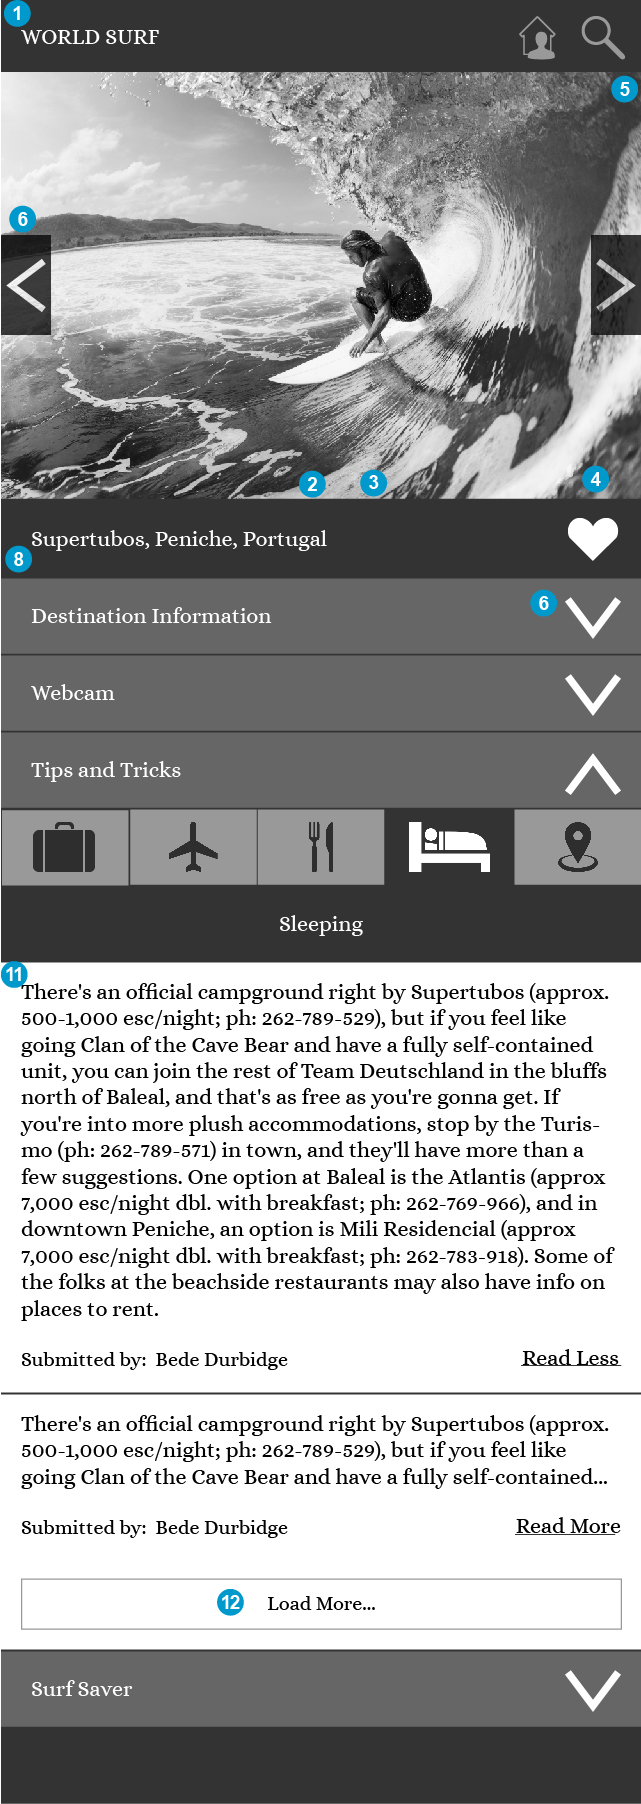 1
WORLD SURF
5
6
2
3
4
Supertubos, Peniche, Portugal
8
Destination Information
6
Webcam
Tips and Tricks
Sleeping
11
There's an official campground right by Supertubos (approx.
500-1,000 esc/night; ph: 262-789-529), but if you feel like
going Clan of the Cave Bear and have a fully self-contained
unit, you can join the rest of Team Deutschland in the bluffs
north of Baleal, and that's as free as you're gonna get. If
you're into more plush accommodations, stop by the Turis-
mo (ph: 262-789-571) in town, and they'll have more than a
few suggestions. One option at Baleal is the Atlantis (approx
7,000 esc/night dbl. with breakfast; ph: 262-769-966), and in
downtown Peniche, an option is Mili Residencial (approx
7,000 esc/night dbl. with breakfast; ph: 262-783-918). Some of
the folks at the beachside restaurants may also have info on
places to rent.
Submitted by: Bede Durbidge
Read Less
There's an official campground right by Supertubos (approx.
500-1,000 esc/night; ph: 262-789-529), but if you feel like
going Clan of the Cave Bear and have a fully self-contained...
Submitted by: Bede Durbidge
Read More
12
Load More...
Surf Saver